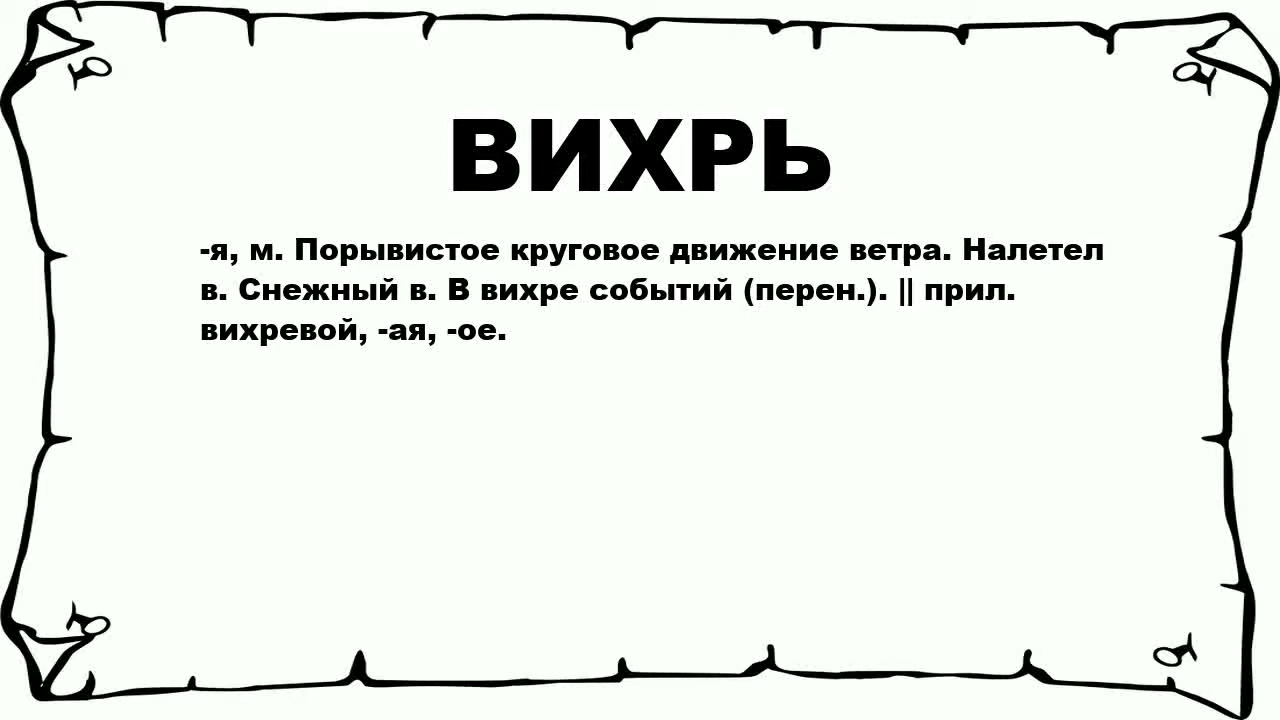 ВИХРЬ
-я, м. Порывистое круговое движение ветра. Налетел
в. Снежный в. В вихре событий (перен.). || прил.
вихревой, -ая, -ое.